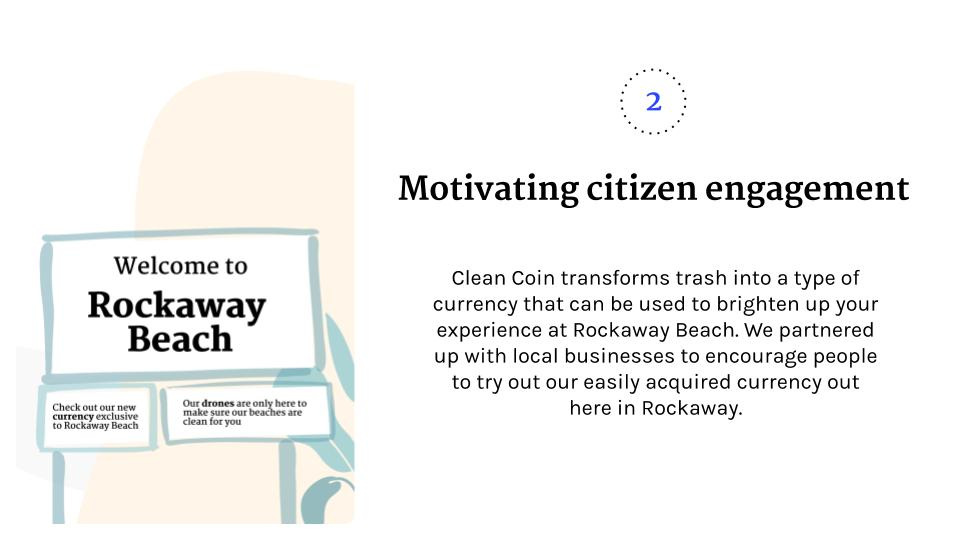 2
Motivating citizen engagement
Clean Coin transforms trash into a type of
currency that can be used to brighten up your
experience at Rockaway Beach. We partnered
up with local businesses to encourage people
to try out our easily acquired currency out
here in Rockaway.
Welcome to
Rockaway
Beach
Check out our new
currency exclusive
to Rockaway Beach
Our drones are only here to
make sure our beaches are
clean for you